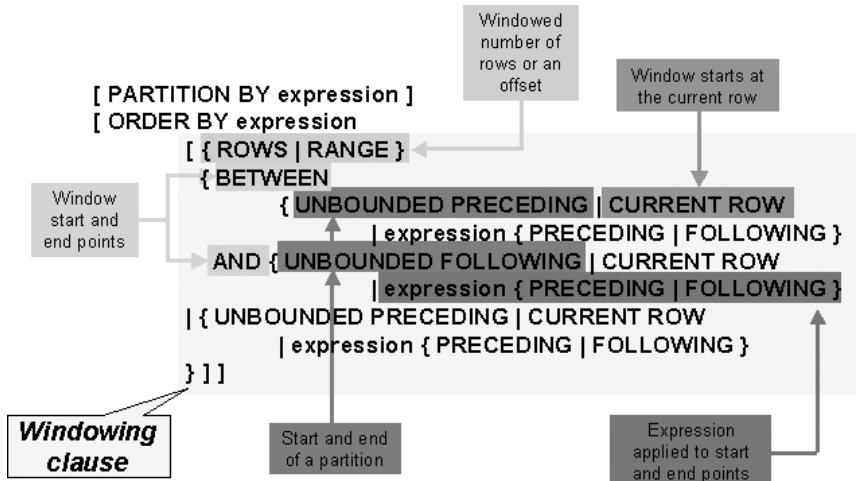 Windowed
number of
rows or an
offset
Window starts at
the current row
[ PARTITION BY expression ]
[ ORDER BY expression
[ { ROWS | RANGE }
{ BETWEEN
{ UNBOUNDED PRECEDING | CURRENT ROW
| expression { PRECEDING | FOLLOWING }
AND { UNBOUNDED FOLLOWING | CURRENT ROW
| expression { PRECEDING | FOLLOWING }
| { UNBOUNDED PRECEDING | CURRENT ROW
| expression { PRECEDING | FOLLOWING }
} ] ]
Window
start and
end points
Windowing
clause
Start and end
of a partition
Expression
applied to start
and end points